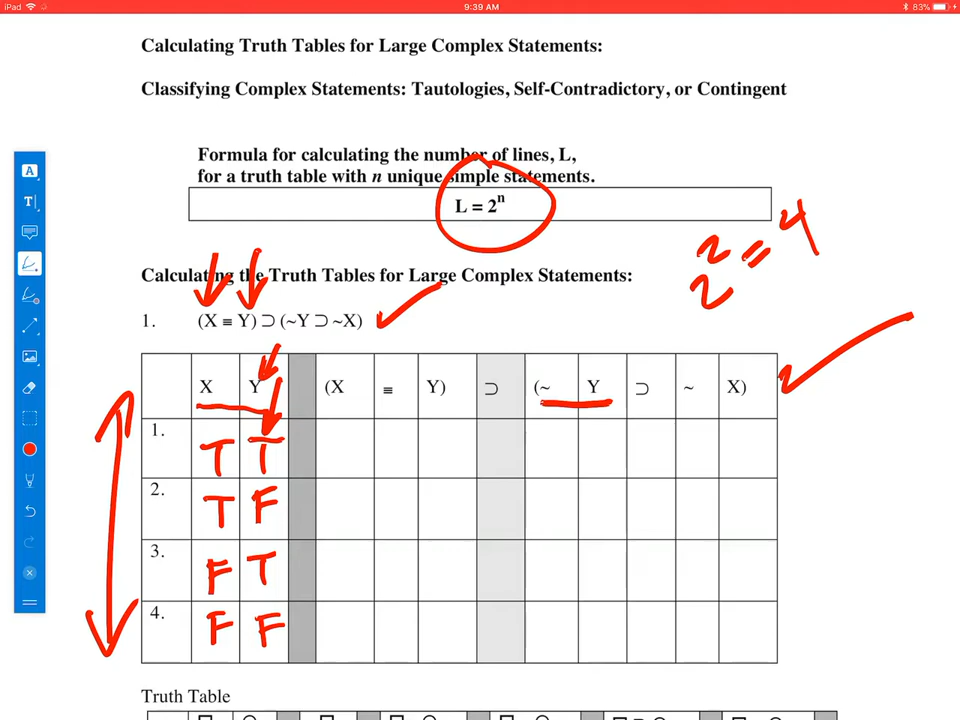 iPad 9:39 AM 83%
Calculating Truth Tables for Large Complex Statements:
Classifying Complex Statements: Tautologies, Self-Contradictory, or Contingent
Formula for calculating the number of lines, L,
for a truth table with n unique simple statements.
L = 2ⁿ
2² = 4
Calculating the Truth Tables for Large Complex Statements:
1. (X ≡ Y) ⊃ (~Y ⊃ ~X)
X Y (X ≡ Y) ⊃ (~ Y ⊃ ~ X)
1. T T
2. T F
3. F T
4. F F
Truth Table
A
T